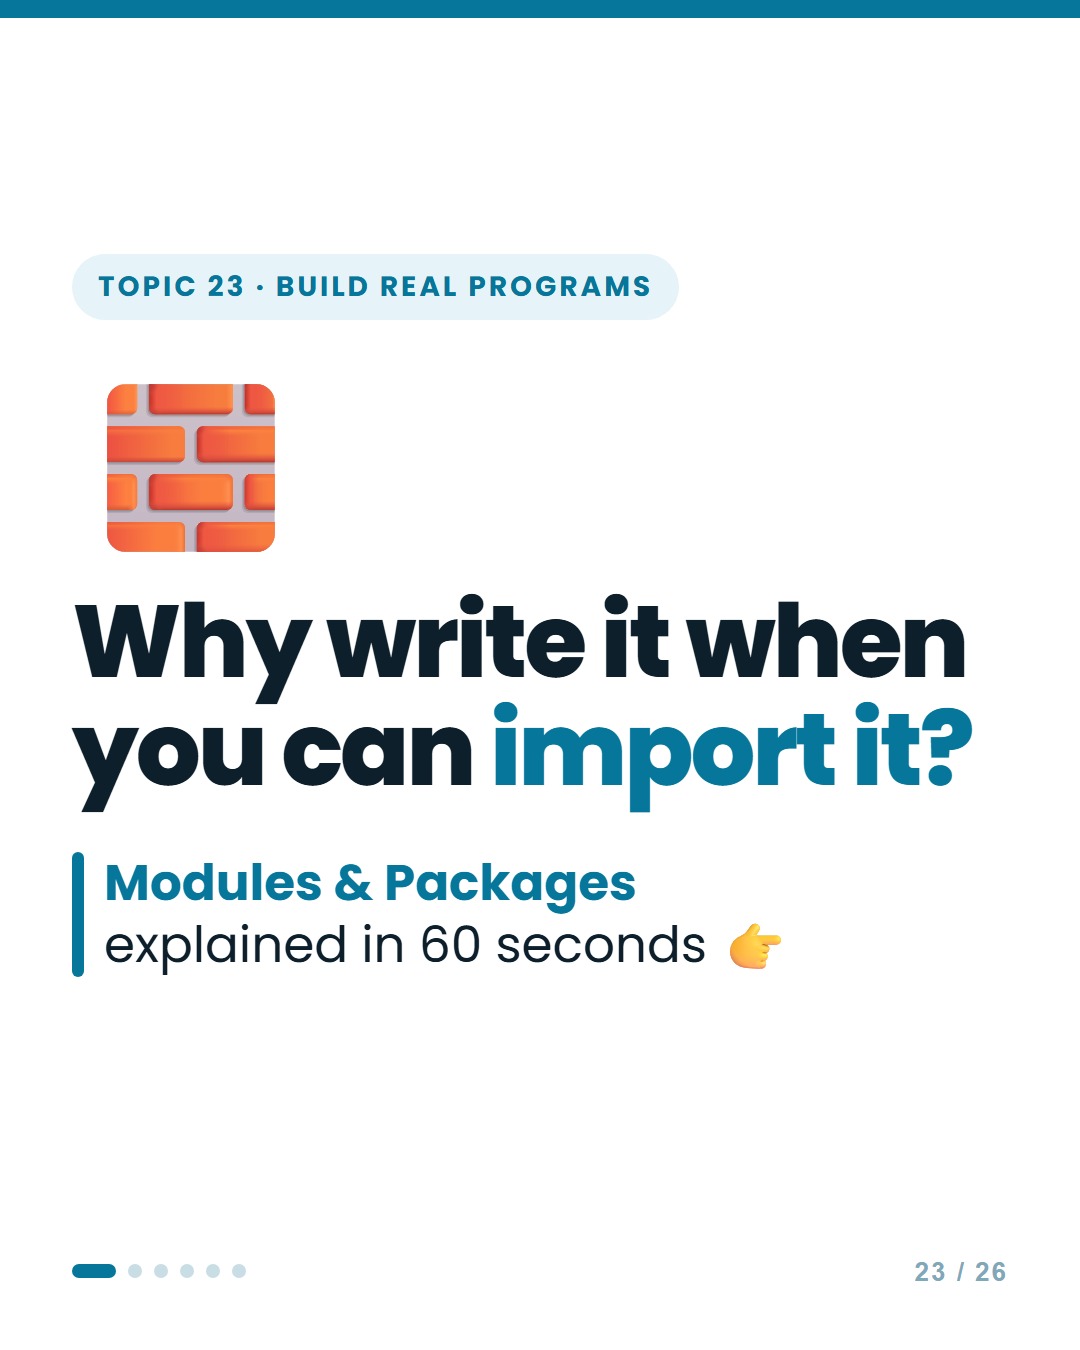 TOPIC 23 · BUILD REAL PROGRAMS
Why write it when
you can import it?
Modules & Packages
explained in 60 seconds 👉
23 / 26